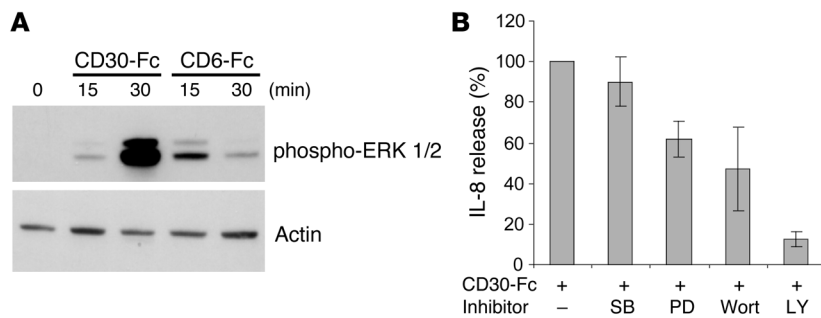 A
CD30-Fc CD6-Fc
0 15 30 15 30 (min)
phospho-ERK 1/2
Actin
B
IL-8 release (%)
120
100
80
60
40
20
0
CD30-Fc + + + + +
Inhibitor – SB PD Wort LY